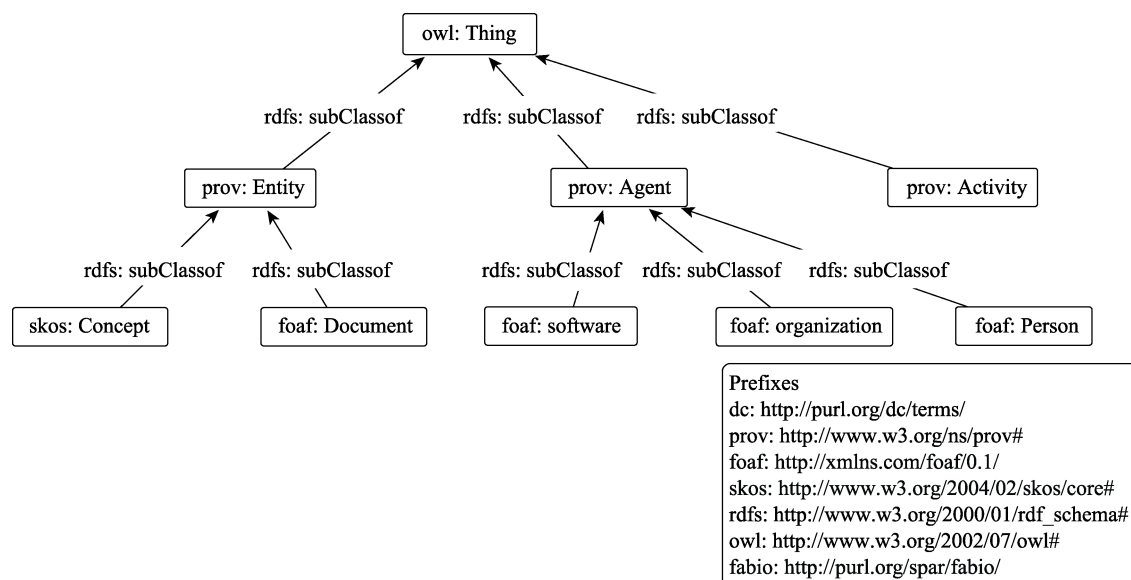 owl: Thing
rdfs: subClassof
rdfs: subClassof
rdfs: subClassof
prov: Entity
prov: Agent
prov: Activity
rdfs: subClassof
rdfs: subClassof
rdfs: subClassof
rdfs: subClassof
rdfs: subClassof
skos: Concept
foaf: Document
foaf: software
foaf: organization
foaf: Person
Prefixes
dc: http://purl.org/dc/terms/
prov: http://www.w3.org/ns/prov#
foaf: http://xmlns.com/foaf/0.1/
skos: http://www.w3.org/2004/02/skos/core#
rdfs: http://www.w3.org/2000/01/rdf_schema#
owl: http://www.w3.org/2002/07/owl#
fabio: http://purl.org/spar/fabio/